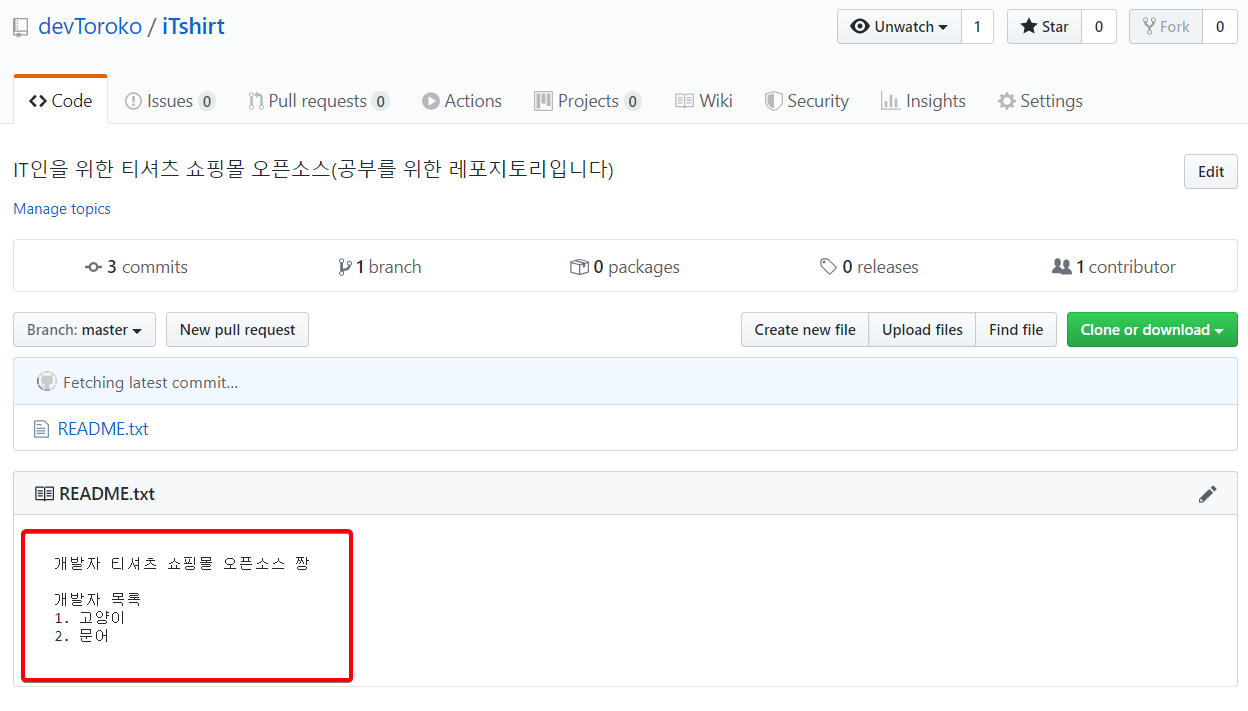 devToroko / iTshirt
Unwatch 1 Star 0 Fork 0
Code Issues 0 Pull requests 0 Actions Projects 0 Wiki Security Insights Settings
IT인을 위한 티셔츠 쇼핑몰 오픈소스(공부를 위한 레포지토리입니다) Edit
Manage topics
3 commits 1 branch 0 packages 0 releases 1 contributor
Branch: master New pull request Create new file Upload files Find file Clone or download
Fetching latest commit...
README.txt
README.txt
개발자 티셔츠 쇼핑몰 오픈소스 짱
개발자 목록
1. 고양이
2. 문어